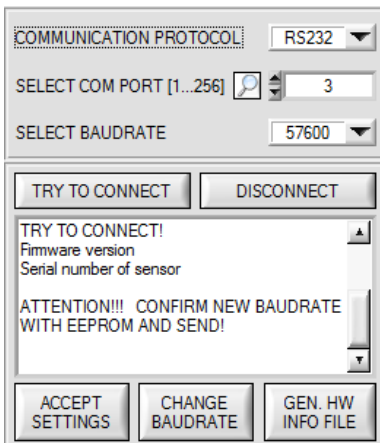 COMMUNICATION PROTOCOL RS232
SELECT COM PORT [1...256] 3
SELECT BAUDRATE 57600
TRY TO CONNECT DISCONNECT
TRY TO CONNECT!
Firmware version
Serial number of sensor
ATTENTION!!! CONFIRM NEW BAUDRATE
WITH EEPROM AND SEND!
ACCEPT SETTINGS CHANGE BAUDRATE GEN. HW INFO FILE